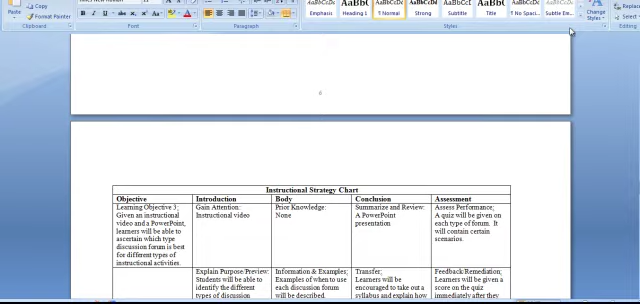 Paste
Copy
Format Painter
Clipboard
Font
Paragraph
AaBbCcDc AaBb( AaBbCcDc AaBbCcDc AaBbCcI AaBb( AaBbCcDc AaBbCcDc
Emphasis Heading 1 ¶ Normal Strong Subtitle Title ¶ No Spaci... Subtle Em...
Change
Styles
Styles
Replace
Select
Editing
6
Instructional Strategy Chart
Objective Introduction Body Conclusion Assessment
Learning Objective 3; Gain Attention: Prior Knowledge: Summarize and Review: Assess Performance;
Given an instructional Instructional video None A PowerPoint A quiz will be given on
video and a PowerPoint, presentation each type of forum. It
learners will be able to will contain certain
ascertain which type scenarios.
discussion forum is best
for different types of
instructional activities.
Explain Purpose/Preview: Information & Examples; Transfer; Feedback/Remediation;
Students will be able to Examples of when to use Learners will be Learners will be given a
identify the different each discussion forum encouraged to take out a score on the quiz
types of discussion will be described syllabus and explain how immediately after they